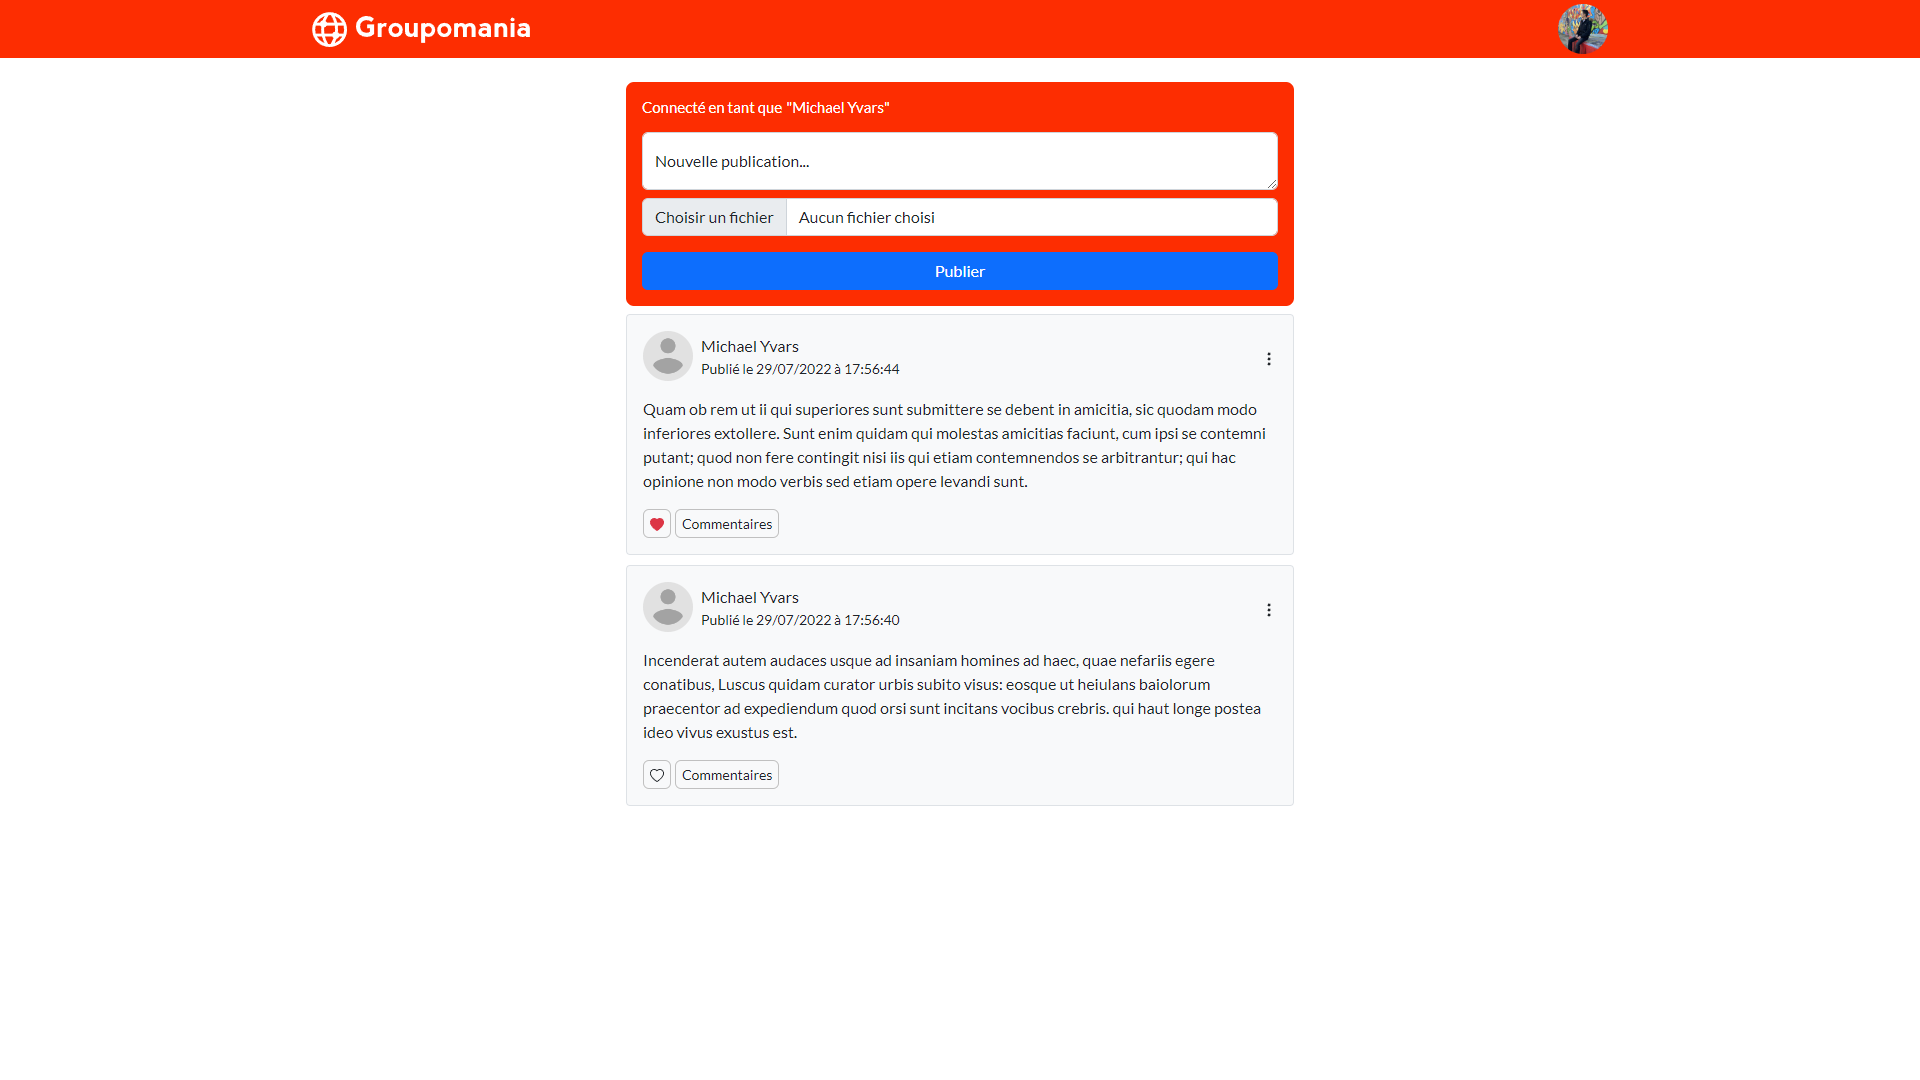 Groupomania
Connecté en tant que "Michael Yvars"
Nouvelle publication...
Choisir un fichier Aucun fichier choisi
Publier
Michael Yvars
Publié le 29/07/2022 à 17:56:44
Quam ob rem ut ii qui superiores sunt submittere se debent in amicitia, sic quodam modo
inferiores extollere. Sunt enim quidam qui molestas amicitias faciunt, cum ipsi se contemni
putant; quod non fere contingit nisi iis qui etiam contemnendos se arbitrantur; qui hac
opinione non modo verbis sed etiam opere levandi sunt.
Commentaires
Michael Yvars
Publié le 29/07/2022 à 17:56:40
Incenderat autem audaces usque ad insaniam homines ad haec, quae nefariis egere
conatibus, Luscus quidam curator urbis subito visus: eosque ut heiulans baiolorum
praecentor ad expediendum quod orsi sunt incitans vocibus crebris. qui haut longe postea
ideo vivus exustus est.
Commentaires